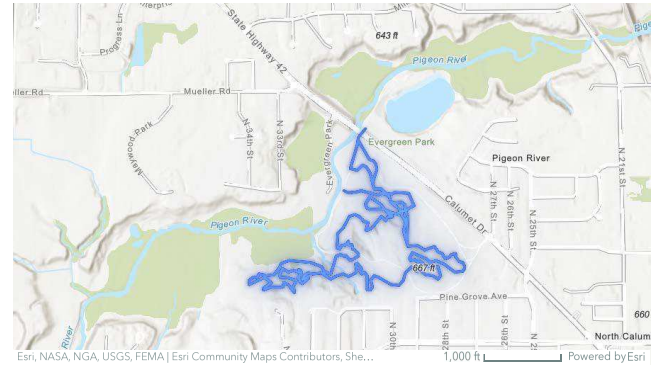 Progress Ln
State Highway 42
643 ft
Pigeon River
Mueller Rd
Maywood Park
N 34th St
N 33rd St
Evergreen Park
Evergreen Park
Pigeon River
N 21st St
N 27th St
N 26th St
N 25th St
Calumet Dr
Pigeon River
667 ft
Pine Grove Ave
River
N 30th
28th St
26th St
660
North Calum
Esri, NASA, NGA, USGS, FEMA | Esri Community Maps Contributors, She...
1,000 ft
Powered by Esri